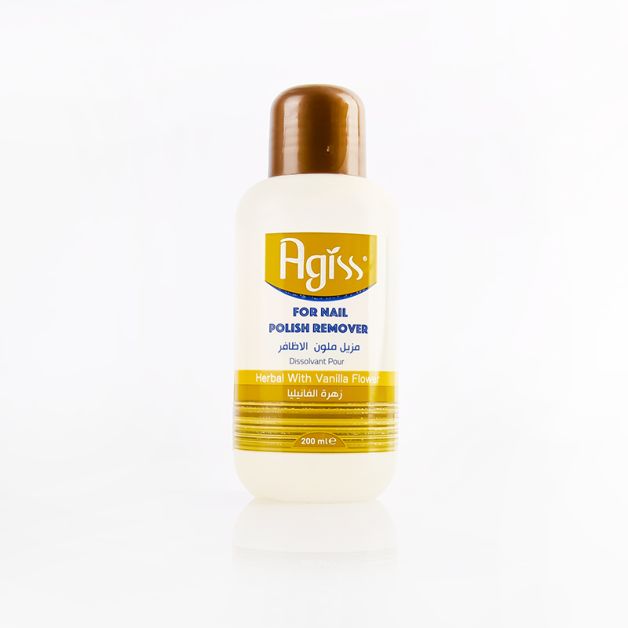 Agiss®
FOR NAIL
POLISH REMOVER
مزيل ملون الاظافر
Dissolvant Pour
Herbal With Vanilla Flower
زهرة الفانيليا
200 ml ℮